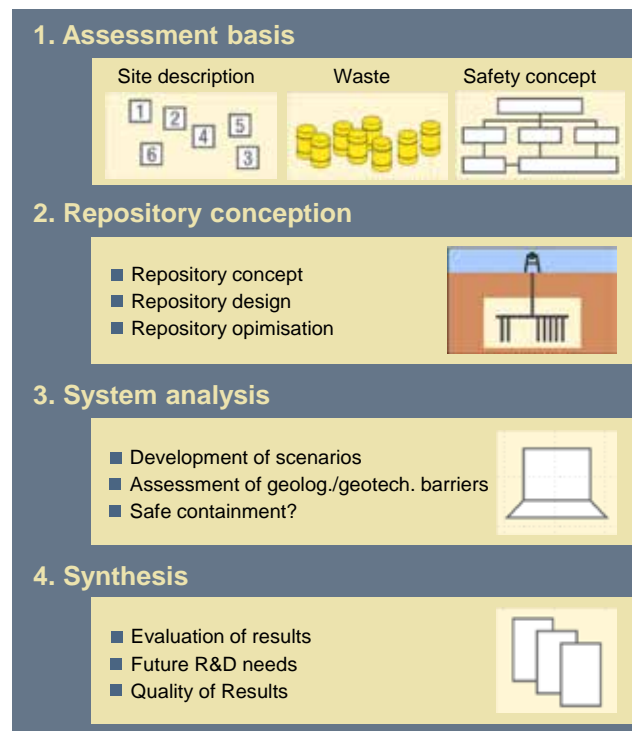 1. Assessment basis
Site description Waste Safety concept
1 2 4 5 6 3
2. Repository conception
Repository concept
Repository design
Repository opimisation
3. System analysis
Development of scenarios
Assessment of geolog./geotech. barriers
Safe containment?
4. Synthesis
Evaluation of results
Future R&D needs
Quality of Results